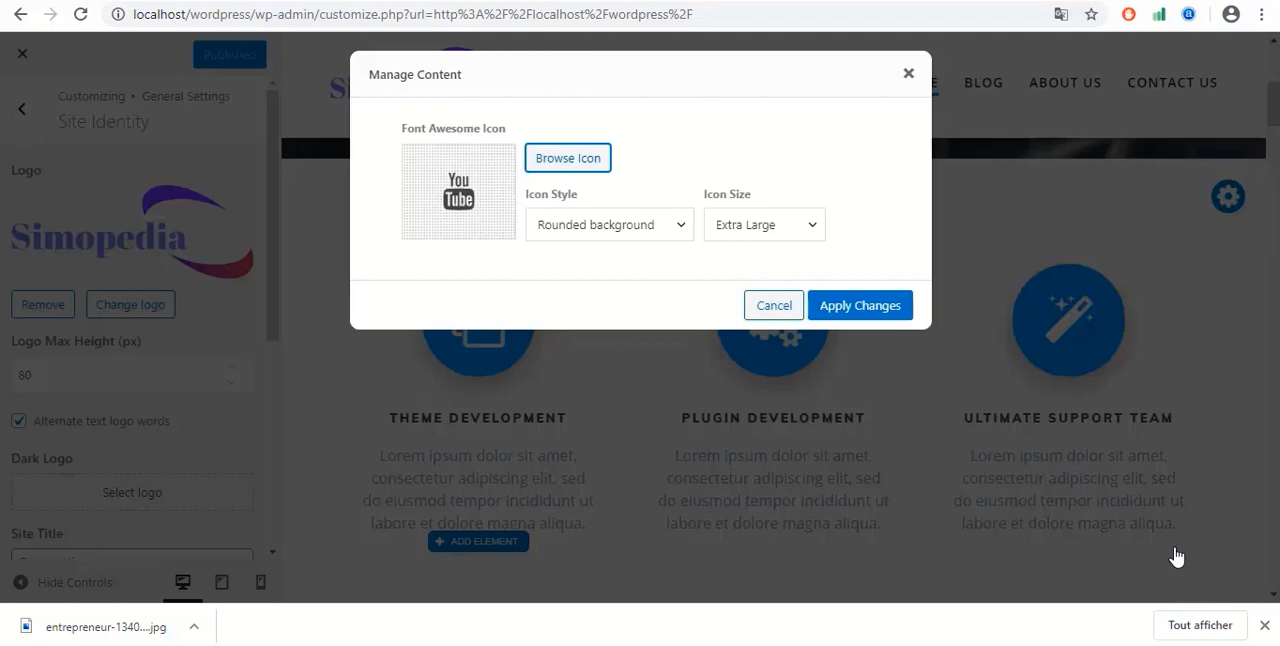 localhost/wordpress/wp-admin/customize.php?url=http%3A%2F%2Flocalhost%2Fwordpress%2F
Published
Customizing • General Settings
Site Identity
Logo
Simopedia
Remove
Change logo
Logo Max Height (px)
80
Alternate text logo words
Dark Logo
Select logo
Site Title
Hide Controls
BLOG
ABOUT US
CONTACT US
Manage Content
Font Awesome Icon
You
Tube
Browse Icon
Icon Style
Icon Size
Rounded background
Extra Large
Cancel
Apply Changes
THEME DEVELOPMENT
Lorem ipsum dolor sit amet,
consectetur adipiscing elit, sed
do eiusmod tempor incididunt ut
labore et dolore magna aliqua.
ADD ELEMENT
PLUGIN DEVELOPMENT
Lorem ipsum dolor sit amet,
consectetur adipiscing elit, sed
do eiusmod tempor incididunt ut
labore et dolore magna aliqua.
ULTIMATE SUPPORT TEAM
Lorem ipsum dolor sit amet,
consectetur adipiscing elit, sed
do eiusmod tempor incididunt ut
labore et dolore magna aliqua.
entrepreneur-1340....jpg
Tout afficher